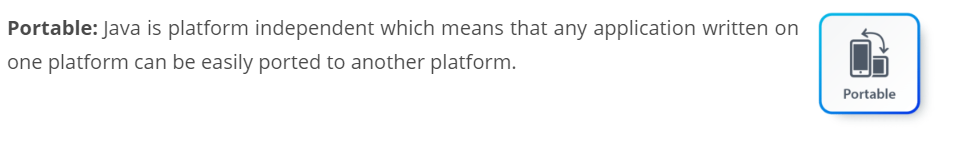 Portable: Java is platform independent which means that any application written on
one platform can be easily ported to another platform.
Portable